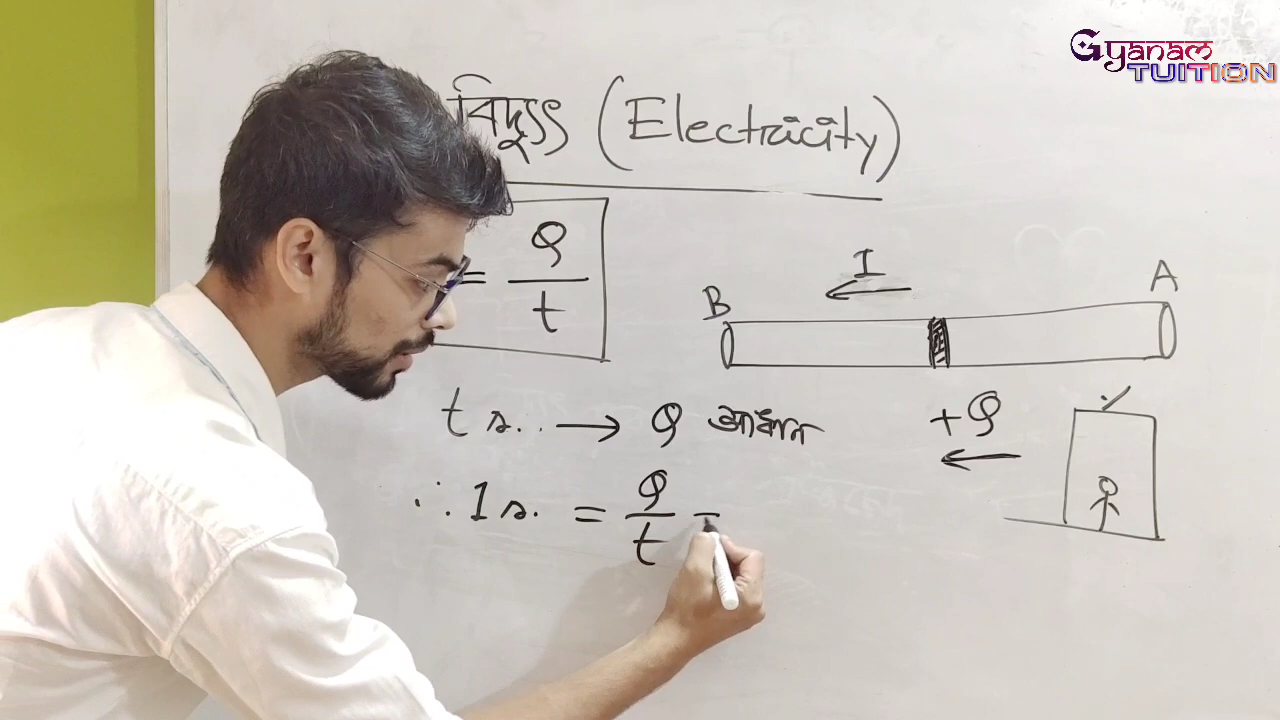 Gyanam
TUITION
বিদ্যুৎ (Electricity)
= Q
t
I
B
A
t s. → Q আধান
+Q
∴ 1 s. = Q
t